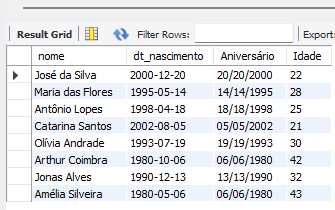 Result Grid Filter Rows: Export:
nome dt_nascimento Aniversário Idade
José da Silva 2000-12-20 20/20/2000 22
Maria das Flores 1995-05-14 14/14/1995 28
Antônio Lopes 1998-04-18 18/18/1998 25
Catarina Santos 2002-08-05 05/05/2002 21
Olívia Andrade 1993-07-19 19/19/1993 30
Arthur Coimbra 1980-10-06 06/06/1980 42
Jonas Alves 1990-12-13 13/13/1990 32
Amélia Silveira 1980-05-06 06/06/1980 43